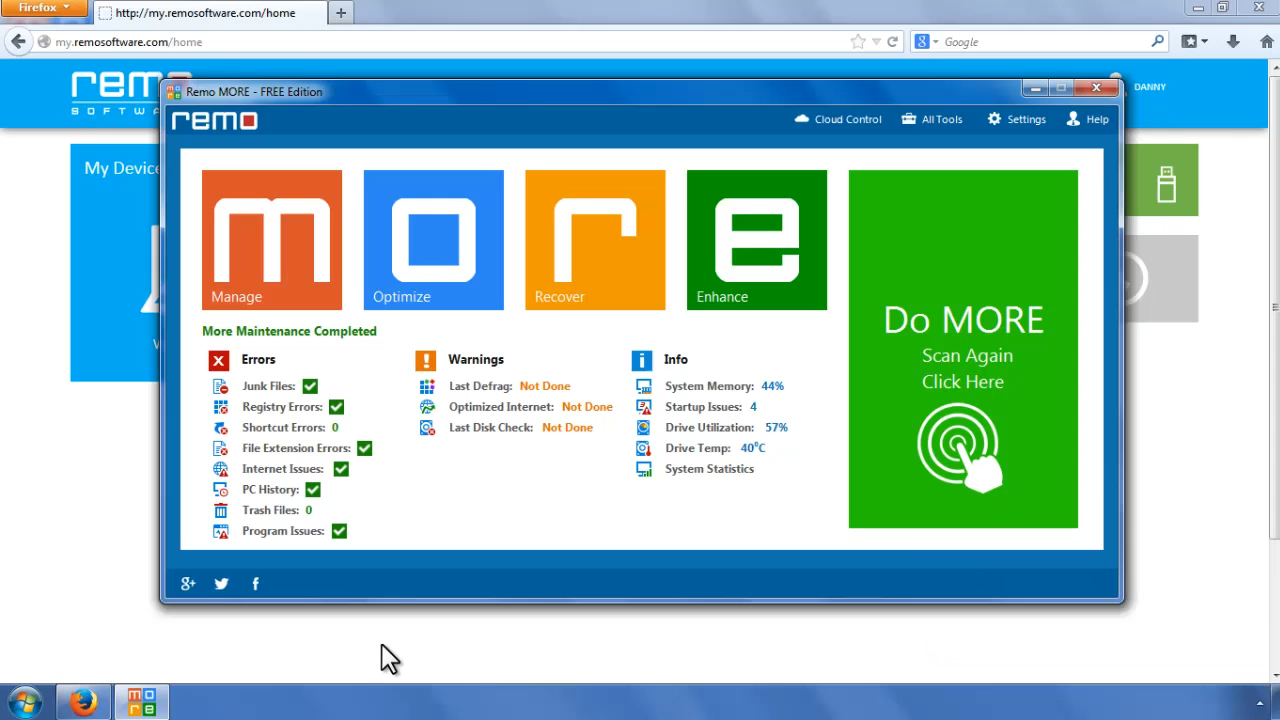 Firefox
http://my.remosoftware.com/home
my.remosoftware.com/home
Google
DANNY
Remo MORE - FREE Edition
remo
Cloud Control
All Tools
Settings
Help
My Device
m
o
r
e
Manage
Optimize
Recover
Enhance
Do MORE
Scan Again
Click Here
More Maintenance Completed
Errors
Junk Files:
Registry Errors:
Shortcut Errors: 0
File Extension Errors:
Internet Issues:
PC History:
Trash Files: 0
Program Issues:
Warnings
Last Defrag: Not Done
Optimized Internet: Not Done
Last Disk Check: Not Done
Info
System Memory: 44%
Startup Issues: 4
Drive Utilization: 57%
Drive Temp: 40⁰C
System Statistics